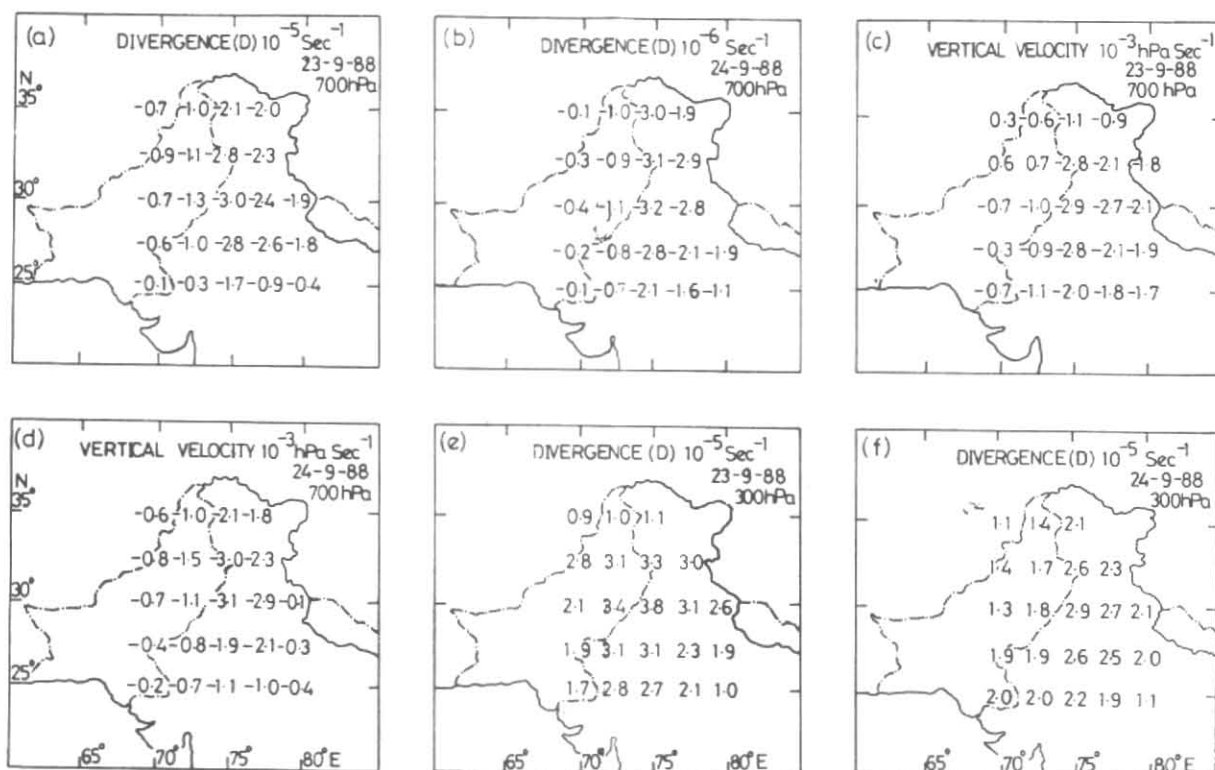 (a) DIVERGENCE (D) 10⁻⁵ Sec⁻¹
23-9-88
700hPa
N
35°
-0.7 -1.0 -2.1 -2.0
-0.9 -1.1 -2.8 -2.3
30°
-0.7 -1.3 -3.0 -2.4 -1.9
-0.6 -1.0 -2.8 -2.6 -1.8
25°
-0.1 -0.3 -1.7 -0.9 -0.4
(b) DIVERGENCE (D) 10⁻⁶ Sec⁻¹
24-9-88
700hPa
-0.1 -1.0 -3.0 -1.9
-0.3 -0.9 -3.1 -2.9
-0.4 -1.1 -3.2 -2.8
-0.2 -0.8 -2.8 -2.1 -1.9
-0.1 -0.7 -2.1 -1.6 -1.1
(c) VERTICAL VELOCITY 10⁻³hPa Sec⁻¹
23-9-88
700 hPa
0.3 -0.6 -1.1 -0.9
0.6 0.7 -2.8 -2.1 -1.8
-0.7 -1.0 -2.9 -2.7 -2.1
-0.3 -0.9 -2.8 -2.1 -1.9
-0.7 -1.1 -2.0 -1.8 -1.7
(d) VERTICAL VELOCITY 10⁻³hPa Sec⁻¹
24-9-88
700hPa
N
35°
-0.6 -1.0 -2.1 -1.8
-0.8 -1.5 -3.0 -2.3
30°
-0.7 -1.1 -3.1 -2.9 -0.1
-0.4 -0.8 -1.9 -2.1 -0.3
25°
-0.2 -0.7 -1.1 -1.0 -0.4
65° 70° 75° 80°E
(e) DIVERGENCE (D) 10⁻⁵ Sec⁻¹
23-9-88
300hPa
0.9 1.0 1.1
2.8 3.1 3.3 3.0
2.1 3.4 3.8 3.1 2.6
1.9 3.1 3.1 2.3 1.9
1.7 2.8 2.7 2.1 1.0
65° 70° 75° 80°E
(f) DIVERGENCE (D) 10⁻⁵ Sec⁻¹
24-9-88
300hPa
1.1 1.4 2.1
1.4 1.7 2.6 2.3
1.3 1.8 2.9 2.7 2.1
1.9 1.9 2.6 2.5 2.0
2.0 2.0 2.2 1.9 1.1
65° 70° 75° 80°E